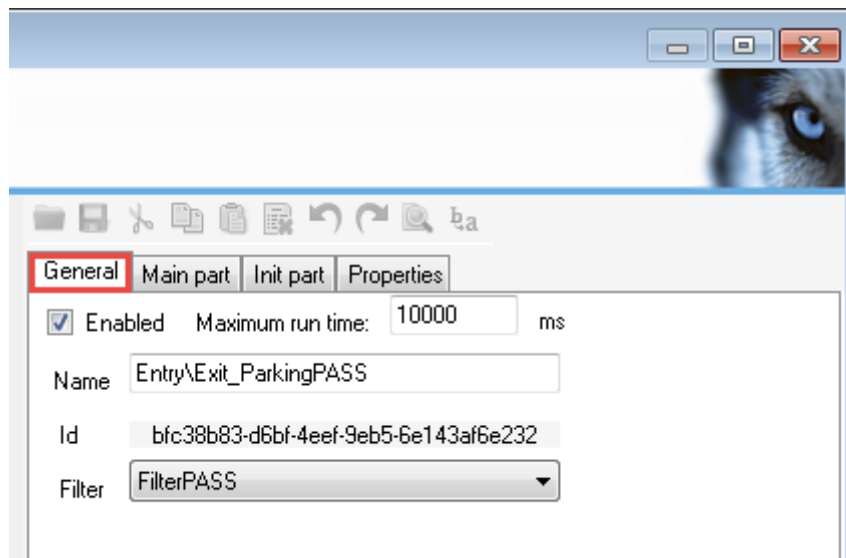 General Main part Init part Properties
Enabled Maximum run time: 10000 ms
Name Entry\Exit_ParkingPASS
Id bfc38b83-d6bf-4eef-9eb5-6e143af6e232
Filter FilterPASS